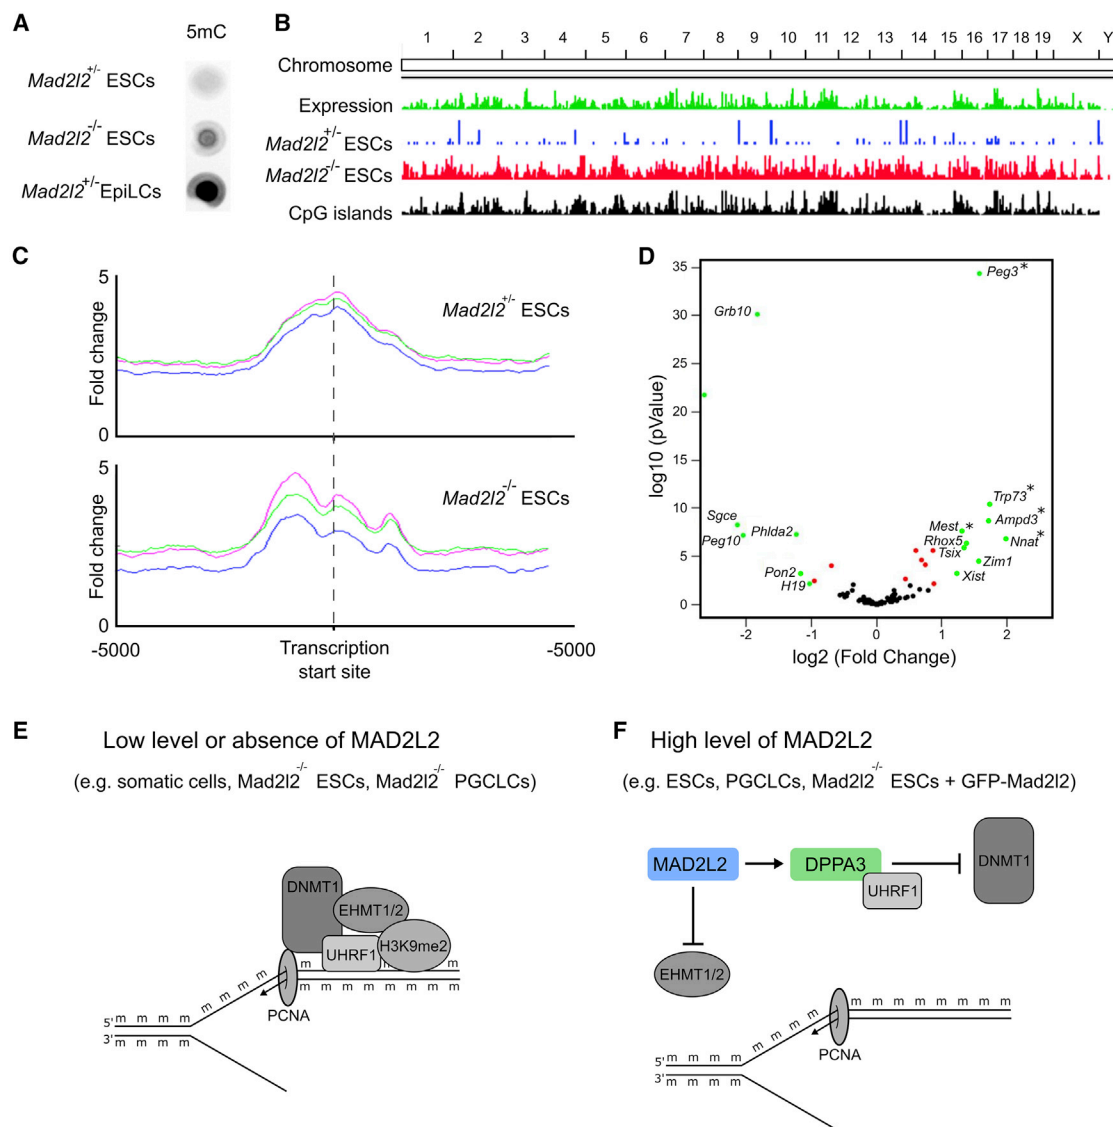 A
5mC
Mad2l2+/- ESCs
Mad2l2-/- ESCs
Mad2l2+/-EpiLCs
B
1 2 3 4 5 6 7 8 9 10 11 12 13 14 15 16 17 18 19 X Y
Chromosome
Expression
Mad2l2+/- ESCs
Mad2l2-/- ESCs
CpG islands
C
5
Fold change
0
Mad2l2+/- ESCs
5
Fold change
0
Mad2l2-/- ESCs
-5000
Transcription
start site
-5000
D
log10 (pValue)
35
30
25
20
15
10
5
0
Peg3*
Grb10
Trp73*
Ampd3*
Sgce
Peg10
Phlda2
Mest *
Rhox5
Tsix
Nnat*
Zim1
Pon2
H19
Xist
-2 -1 0 1 2
log2 (Fold Change)
E
Low level or absence of MAD2L2
(e.g. somatic cells, Mad2l2-/- ESCs, Mad2l2-/- PGCLCs)
DNMT1
EHMT1/2
UHRF1
H3K9me2
m m m m
m m
m m m m m m m
PCNA
5' m m m m
3' m m m m
F
High level of MAD2L2
(e.g. ESCs, PGCLCs, Mad2l2-/- ESCs + GFP-Mad2l2)
MAD2L2
DPPA3
UHRF1
DNMT1
EHMT1/2
m m m m
m m m m m m m
PCNA
5' m m m m
3' m m m m